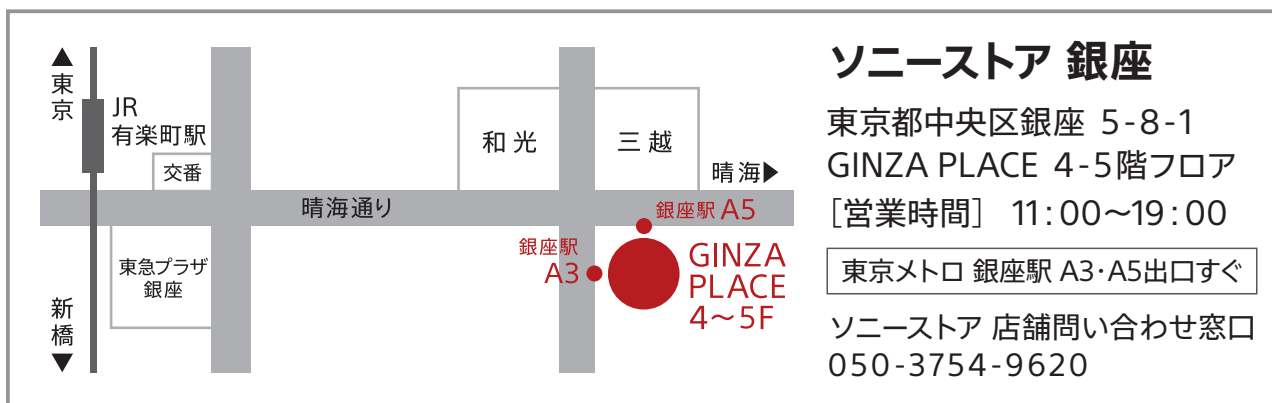 ▲
東京
JR
有楽町駅
交番
和光
三越
晴海▶
晴海通り
銀座駅 A5
銀座駅
A3
GINZA
PLACE
4〜5F
東急プラザ
銀座
新橋
▼
ソニーストア 銀座
東京都中央区銀座 5-8-1
GINZA PLACE 4-5階フロア
［営業時間］ 11:00〜19:00
東京メトロ 銀座駅 A3・A5出口すぐ
ソニーストア 店舗問い合わせ窓口
050-3754-9620